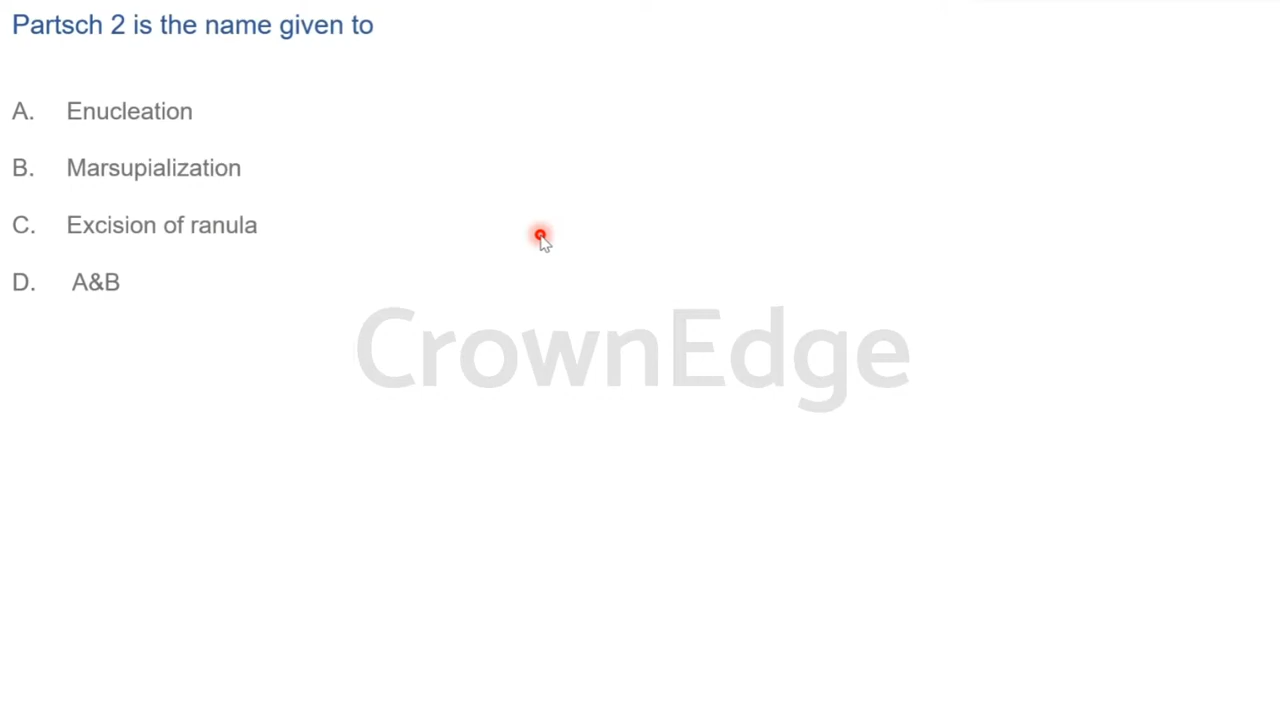 Partsch 2 is the name given to
A. Enucleation
B. Marsupialization
C. Excision of ranula
D. A&B
CrownEdge